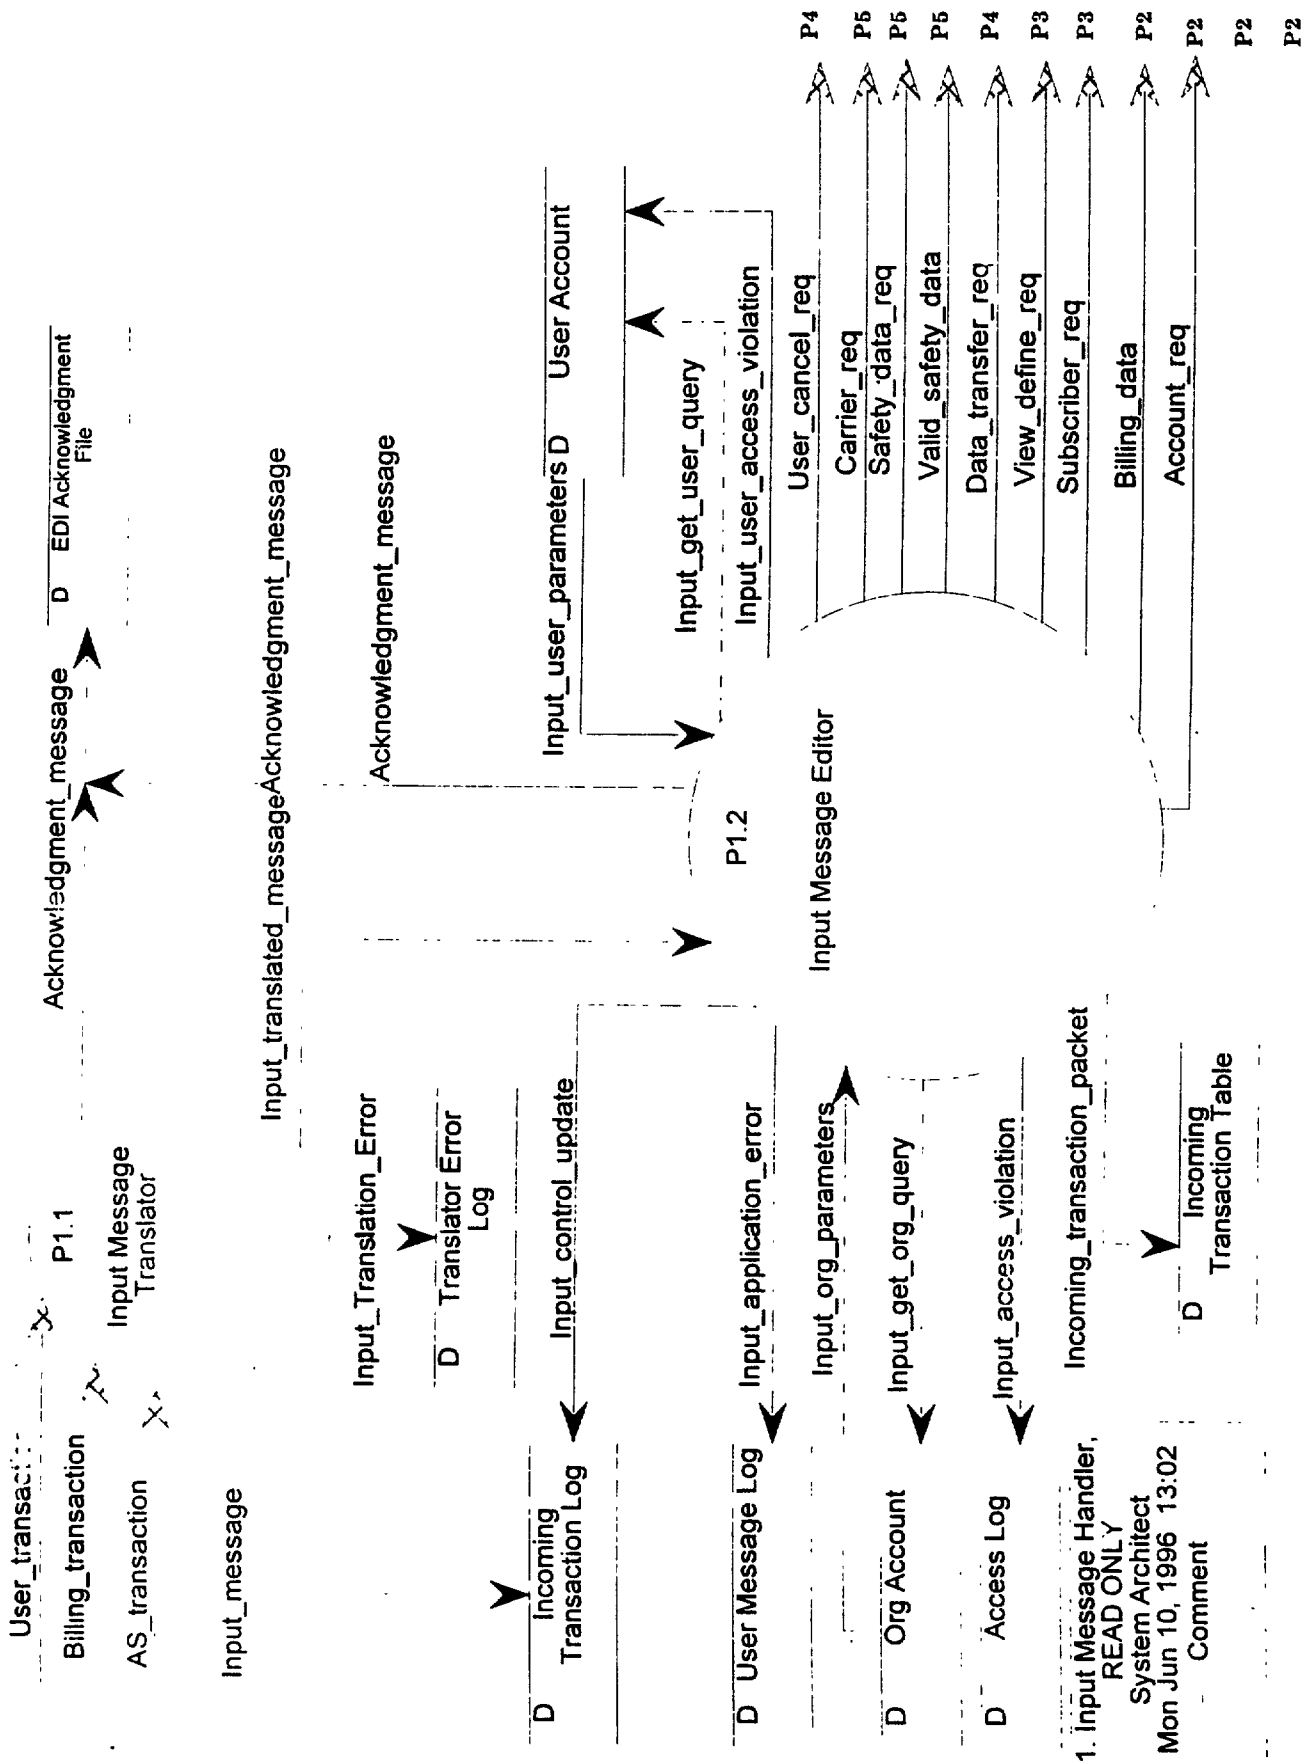 User_transacti
Billing_transaction
AS_transaction
Input_message
P1.1
Input Message
Translator
Acknowledgment_message
D EDI Acknowledgment
File
Input_translated_message
Acknowledgment_message
Acknowledgment_message
Input_Translation_Error
D Translator Error
Log
D Incoming
Transaction Log
Input_control_update
Input_user_parameters
D User Account
Input_get_user_query
Input_user_access_violation
P1.2
Input Message Editor
D User Message Log
Input_application_error
Input_org_parameters
D Org Account
Input_get_org_query
D Access Log
Input_access_violation
Incoming_transaction_packet
D Incoming
Transaction Table
User_cancel_req P4
Carrier_req P5
Safety_data_req P5
Valid_safety_data P5
Data_transfer_req P4
View_define_req P3
Subscriber_req P3
Billing_data P2
Account_req P2
P2
P2
1. Input Message Handler,
READ ONLY
System Architect
Mon Jun 10, 1996 13:02
Comment